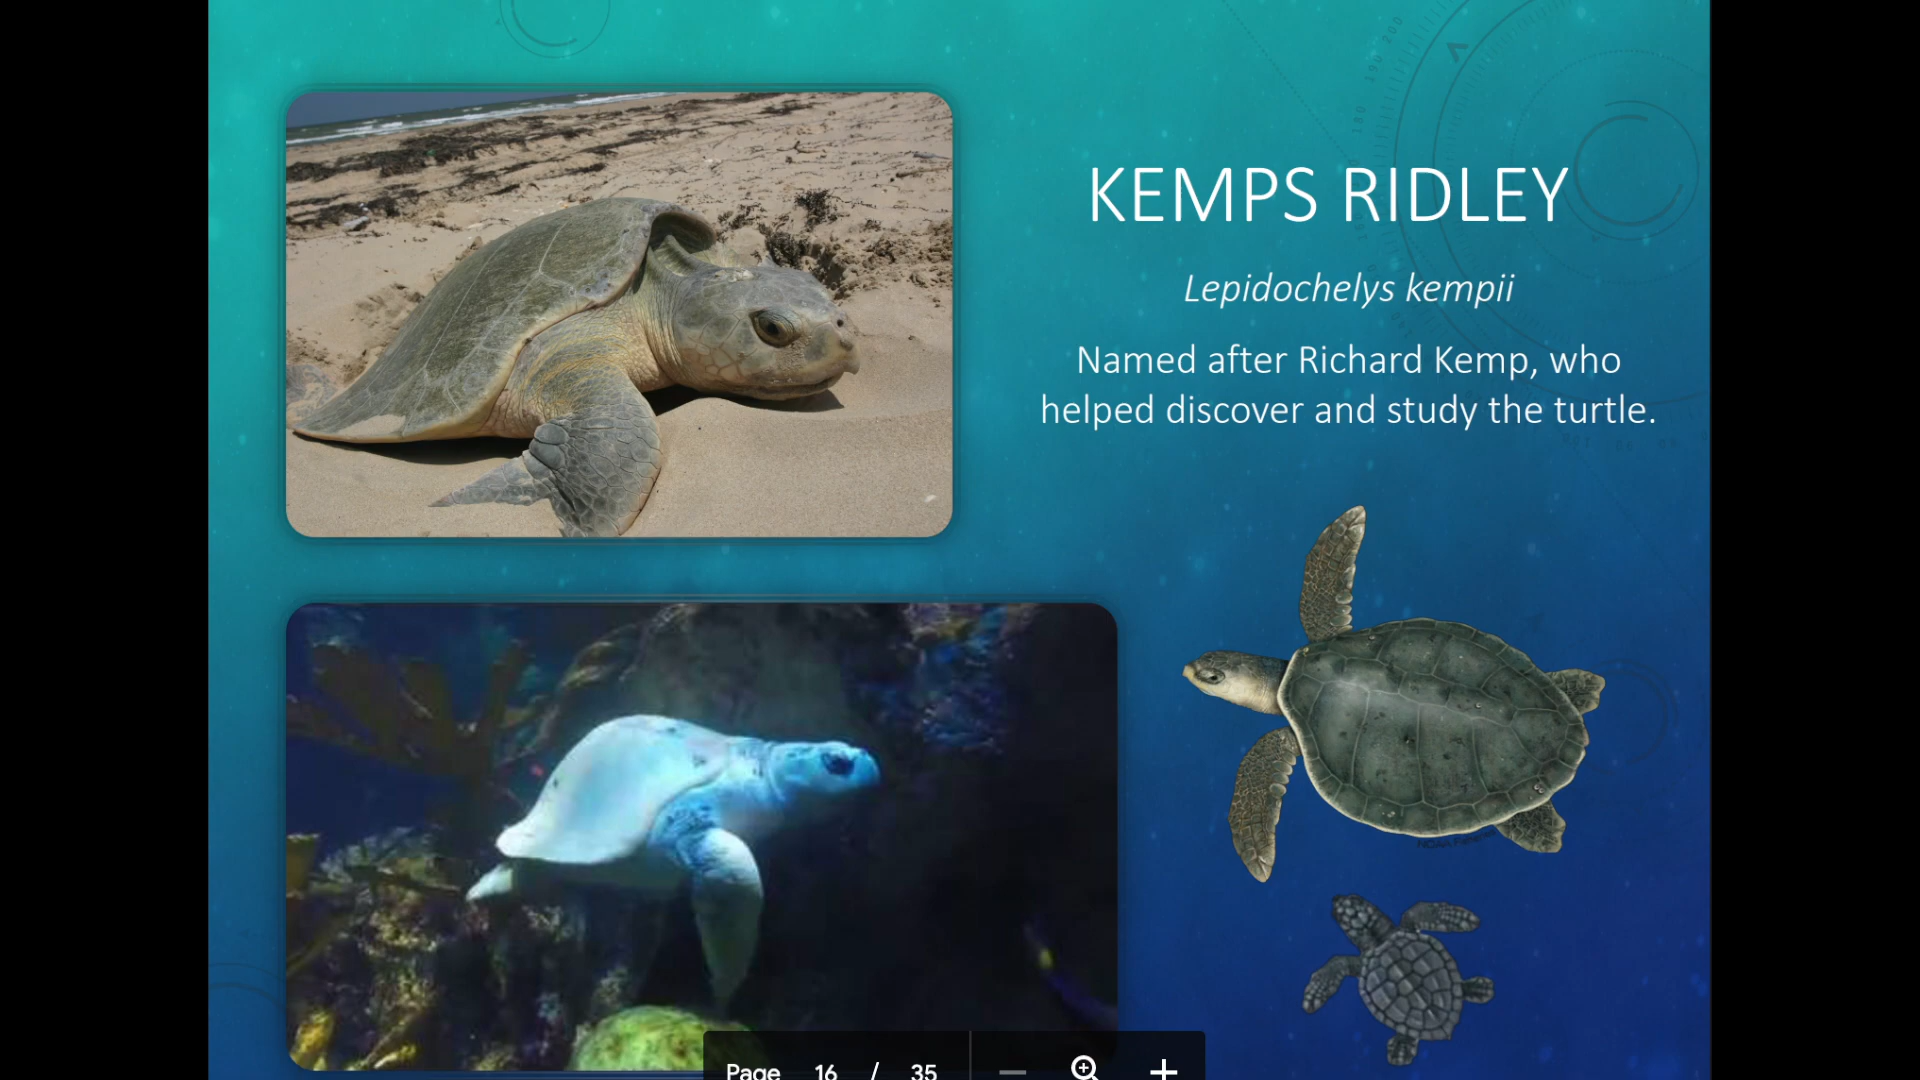 KEMPS RIDLEY
Lepidochelys kempii
Named after Richard Kemp, who
helped discover and study the turtle.
Page 16 / 35